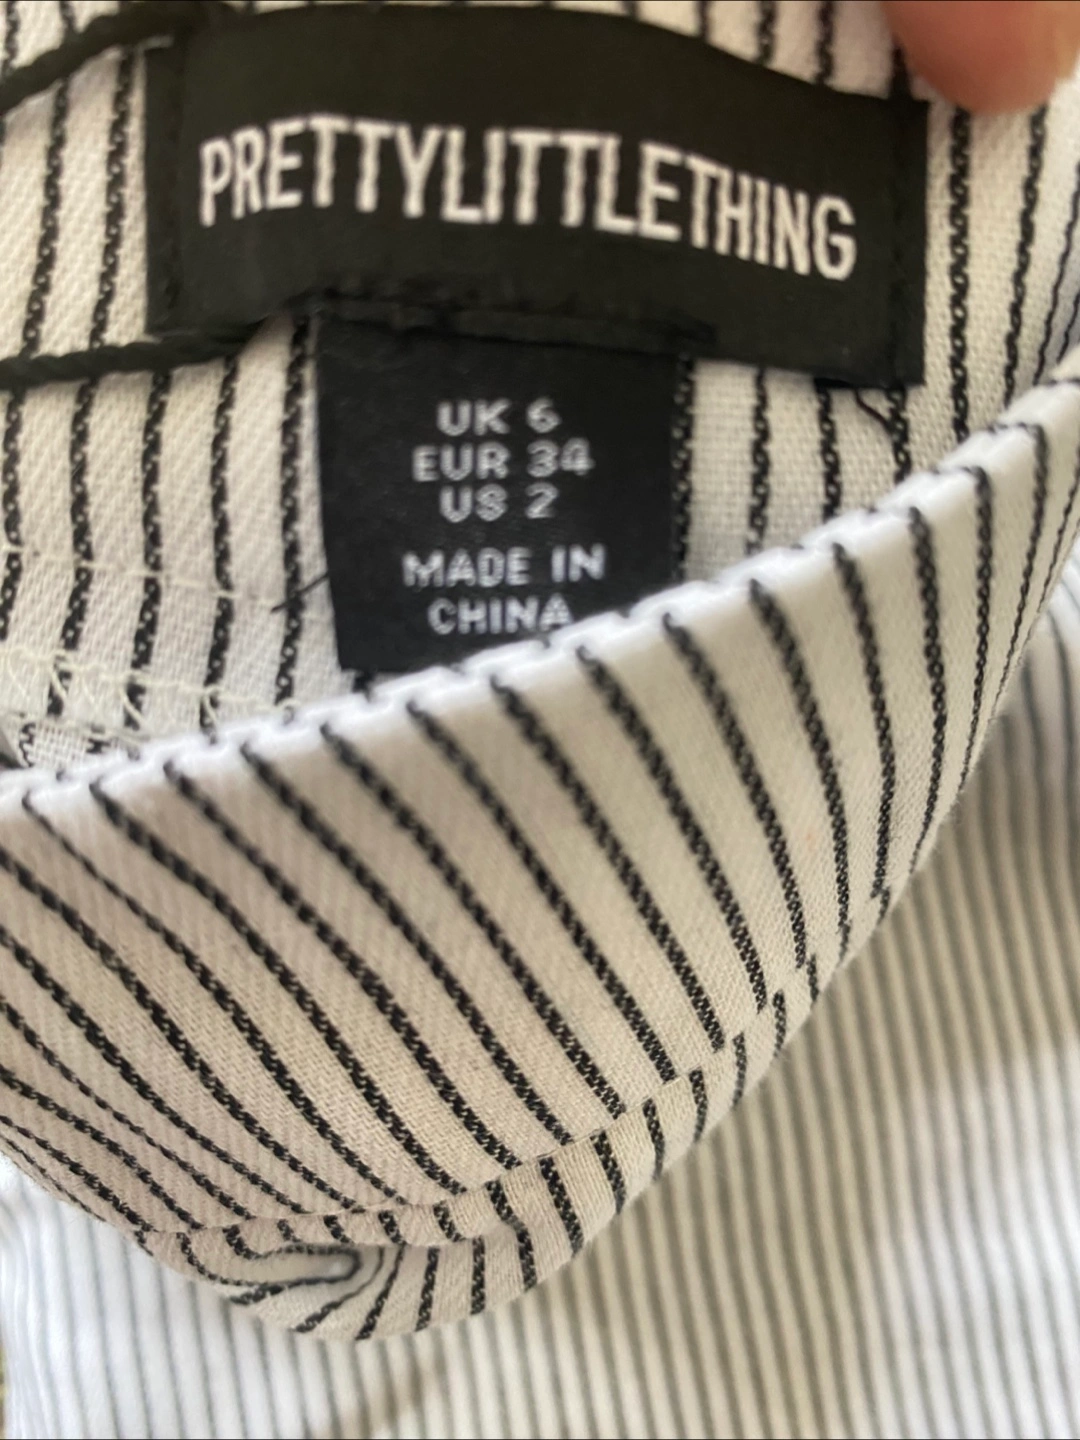 PRETTYLITTLETHING
UK 6
EUR 34
US 2
MADE IN
CHINA